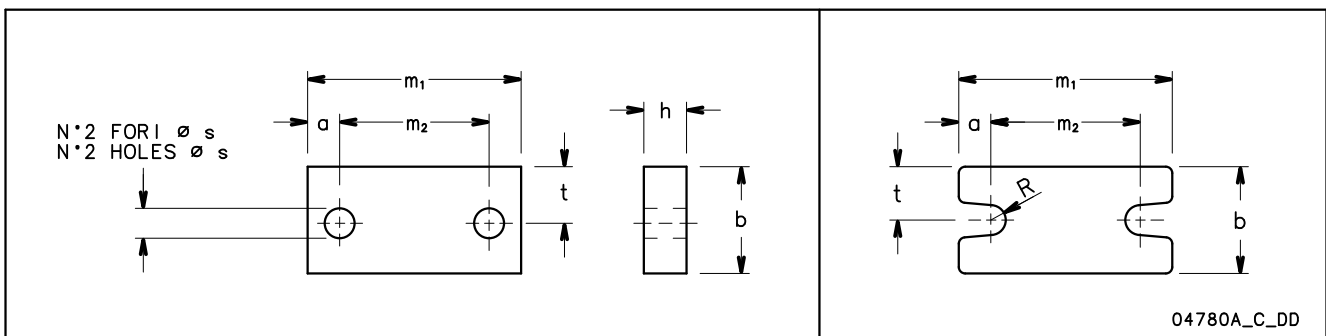 m₁
a
m₂
N°2 FORI Ø s
N°2 HOLES Ø s
t
h
b
m₁
a
m₂
t
R
b
04780A_C_DD